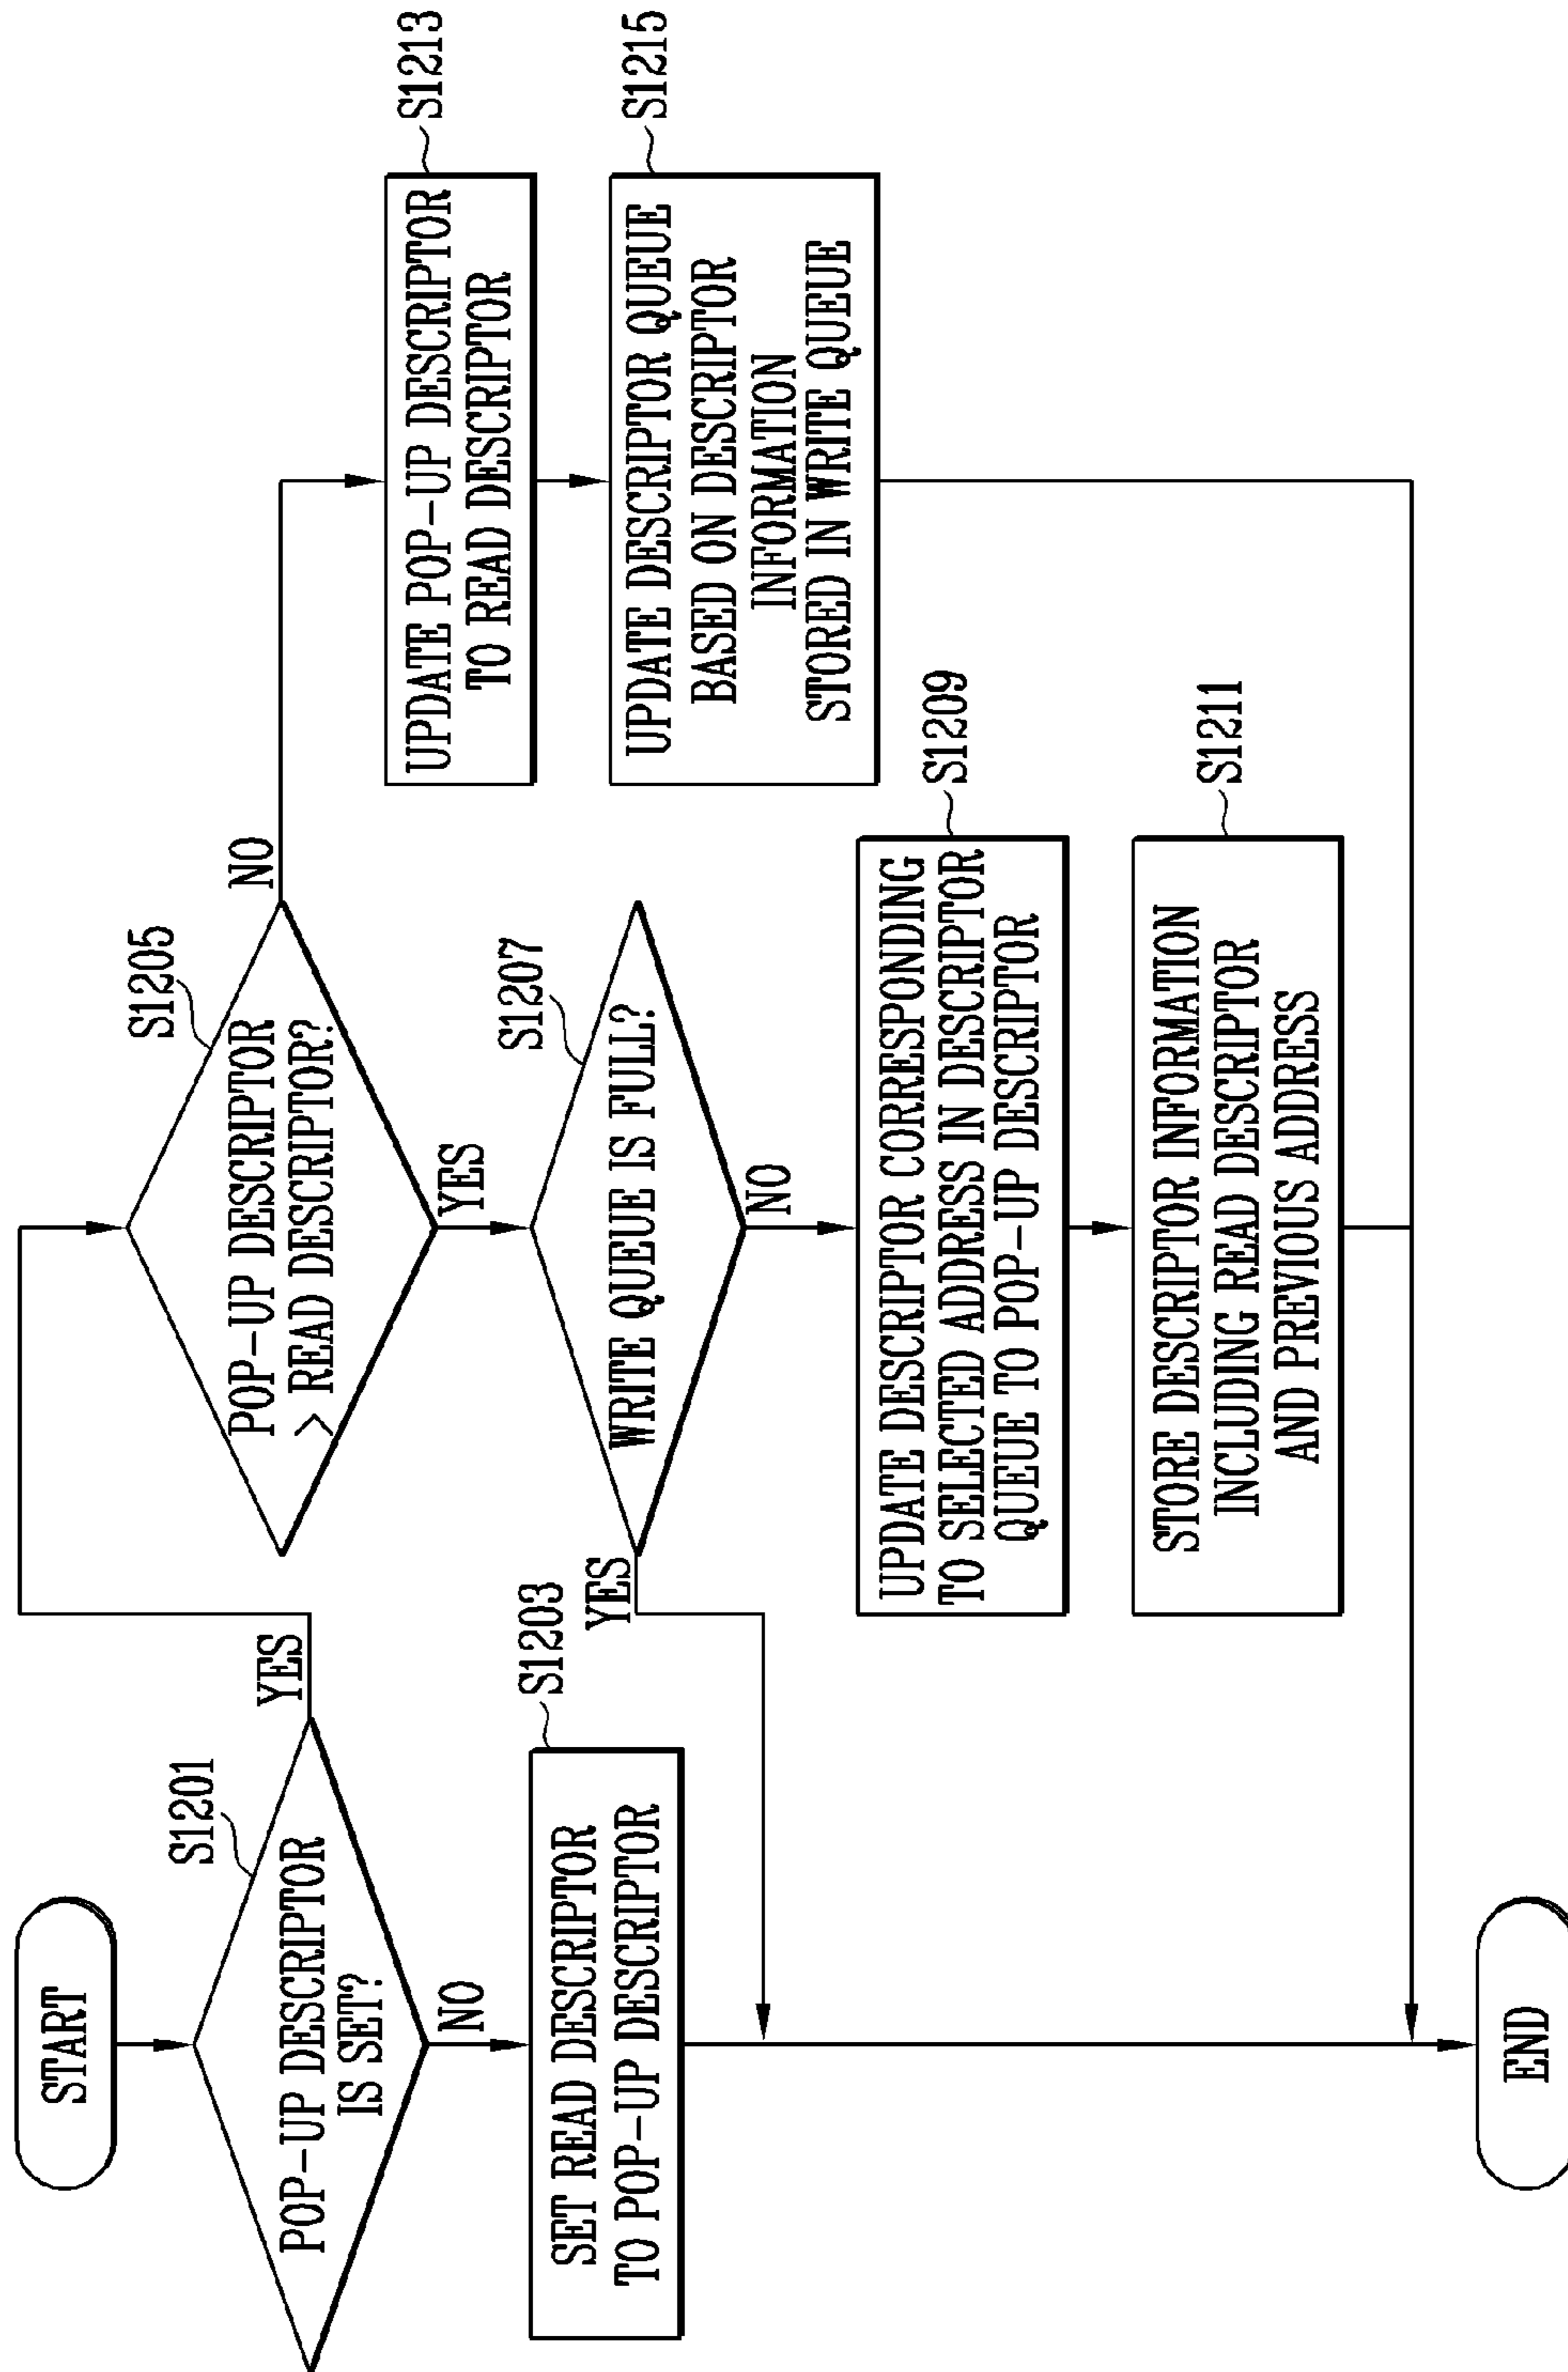 START
S1201
POP-UP DESCRIPTOR
IS SET?
YES
NO
S1203
SET READ DESCRIPTOR
TO POP-UP DESCRIPTOR
S1205
POP-UP DESCRIPTOR
> READ DESCRIPTOR?
NO
YES
S1207
WRITE QUEUE IS FULL?
YES
NO
S1209
UPDATE DESCRIPTOR CORRESPONDING
TO SELECTED ADDRESS IN DESCRIPTOR
QUEUE TO POP-UP DESCRIPTOR
S1211
STORE DESCRIPTOR INFORMATION
INCLUDING READ DESCRIPTOR
AND PREVIOUS ADDRESS
S1213
UPDATE POP-UP DESCRIPTOR
TO READ DESCRIPTOR
S1215
UPDATE DESCRIPTOR QUEUE
BASED ON DESCRIPTOR
INFORMATION
STORED IN WRITE QUEUE
END